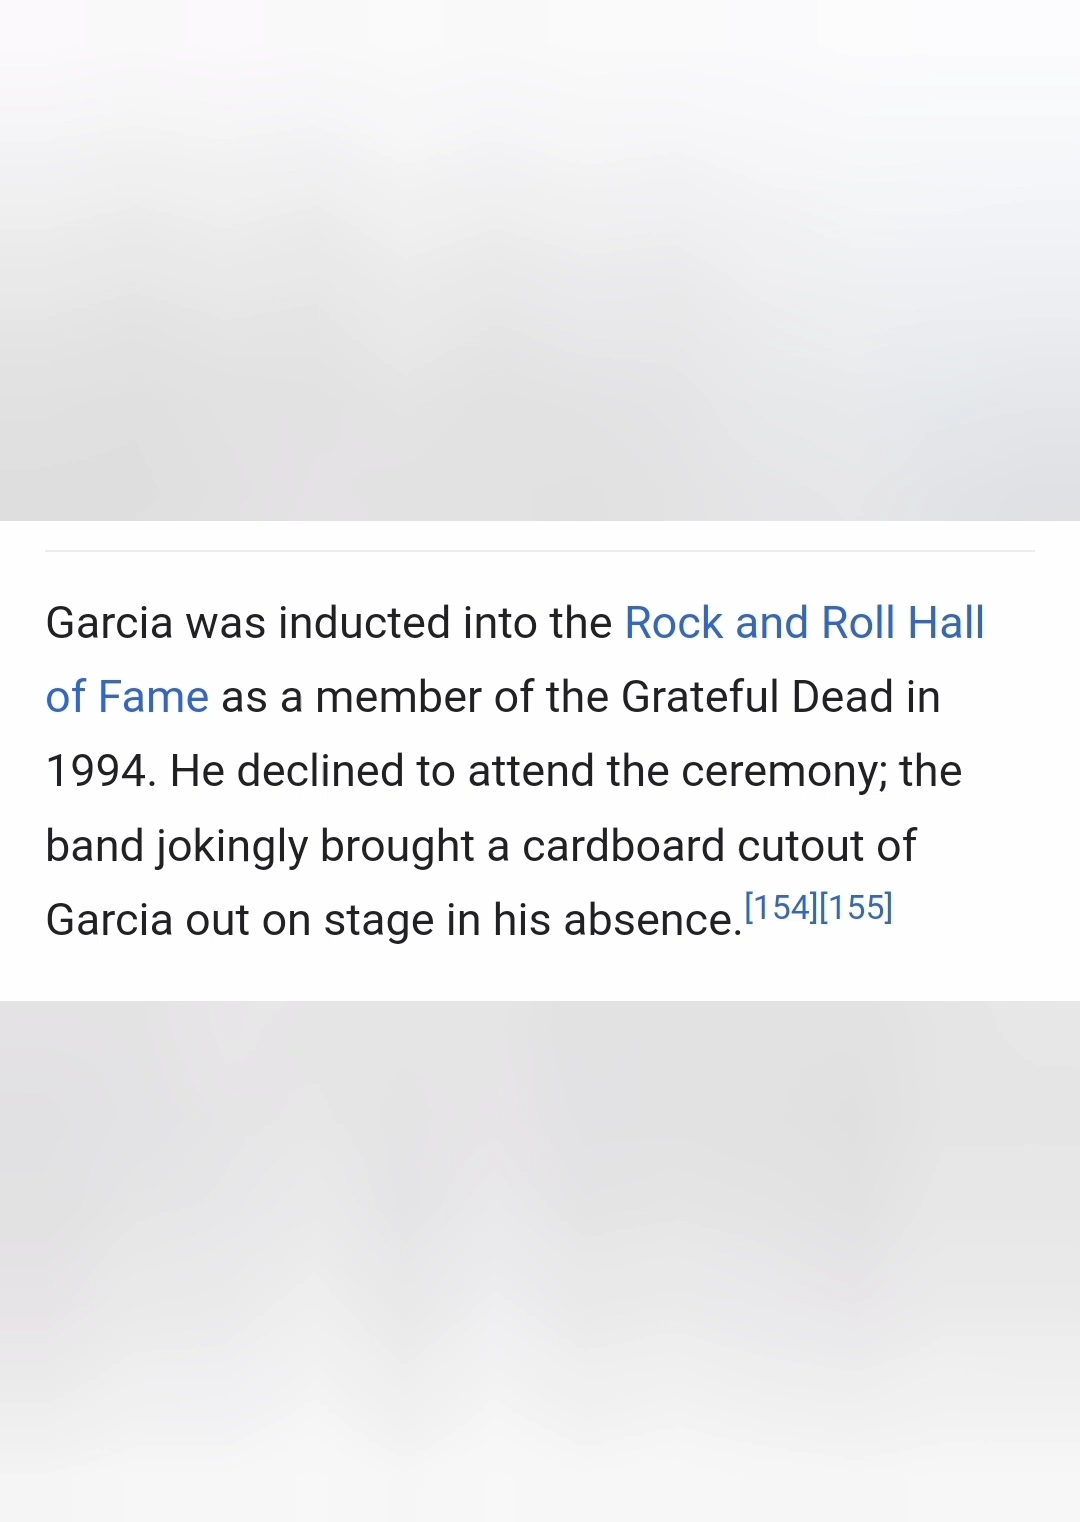 Garcia was inducted into the Rock and Roll Hall
of Fame as a member of the Grateful Dead in
1994. He declined to attend the ceremony; the
band jokingly brought a cardboard cutout of
Garcia out on stage in his absence.[154][155]